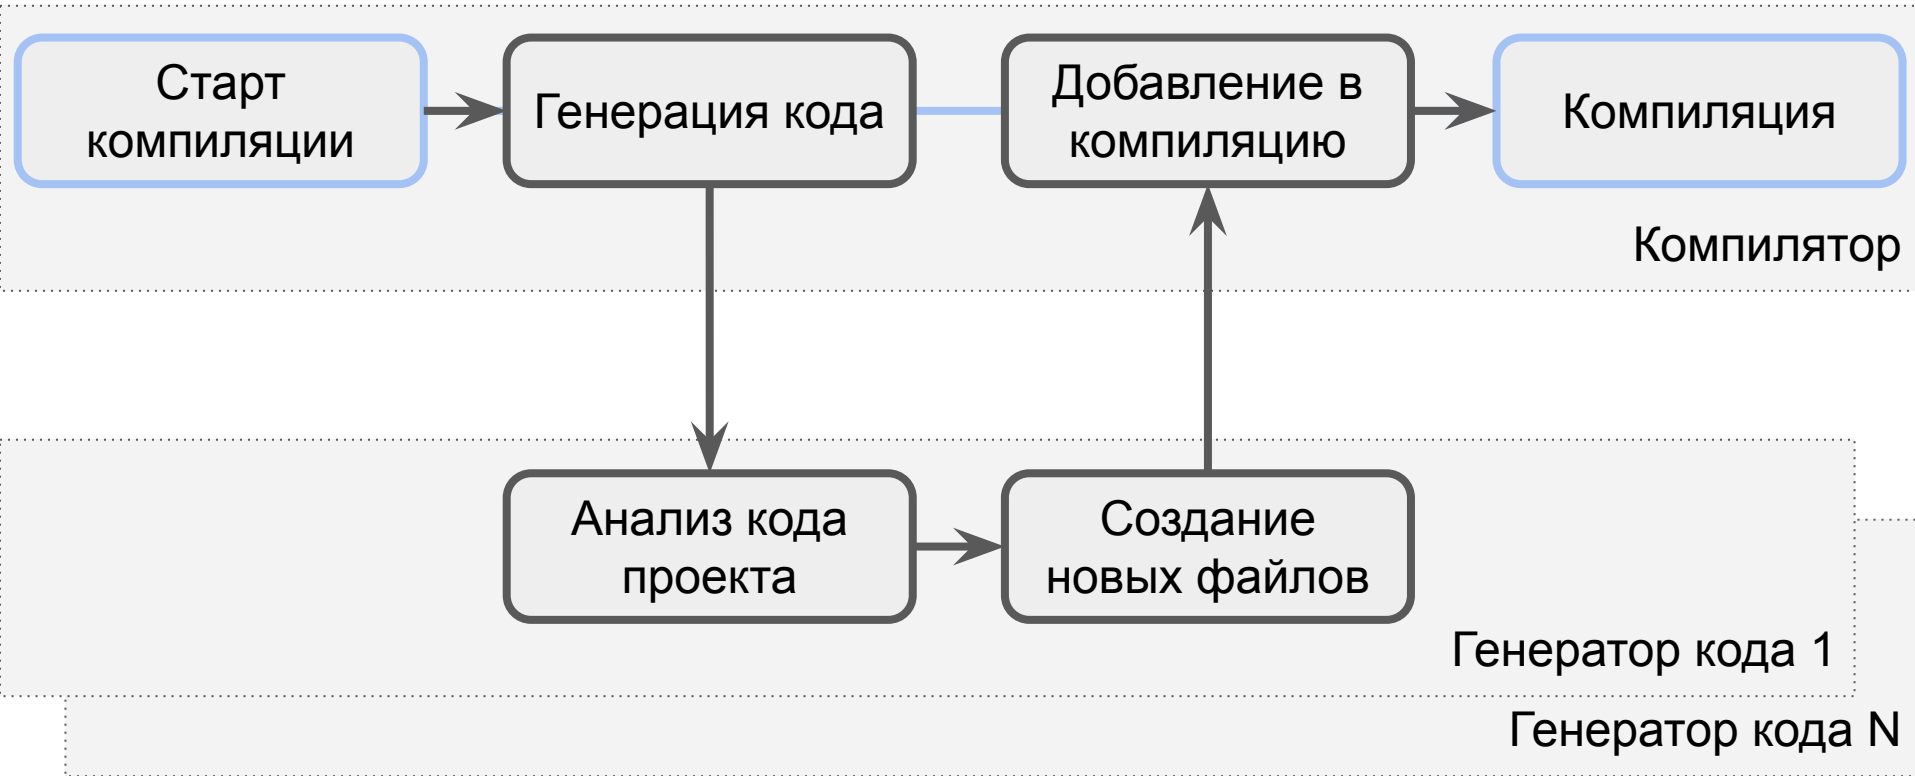 Старт
компиляции
Генерация кода
Добавление в
компиляцию
Компиляция
Компилятор
Анализ кода
проекта
Создание
новых файлов
Генератор кода 1
Генератор кода N